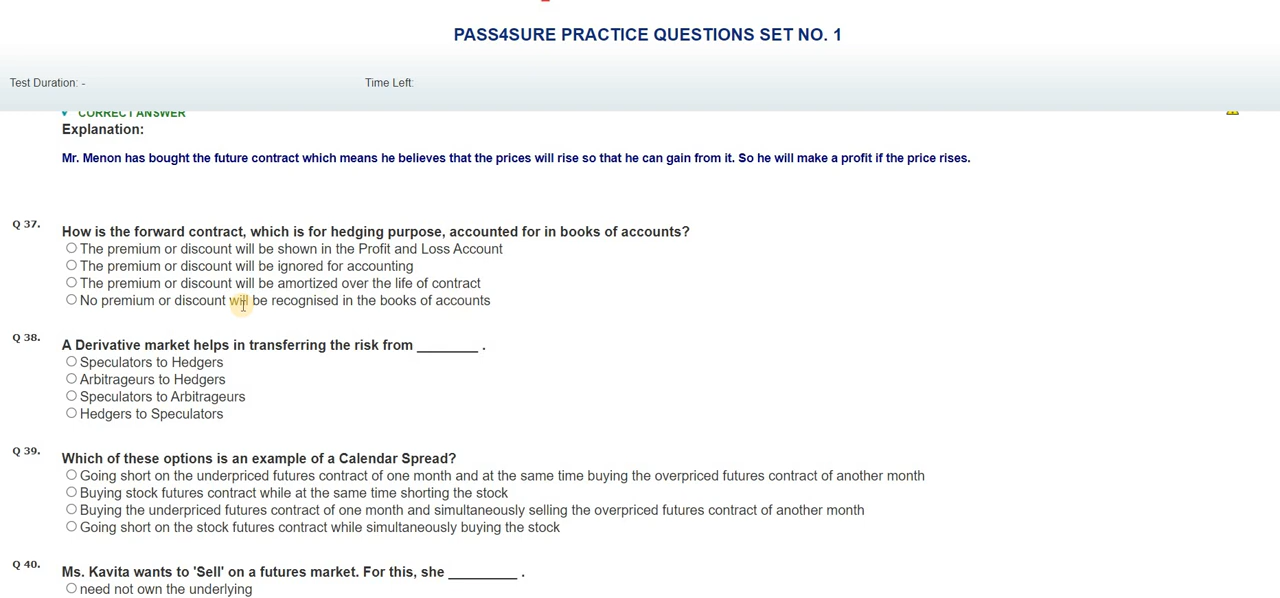 PASS4SURE PRACTICE QUESTIONS SET NO. 1
Test Duration: -
Time Left:
CORRECT ANSWER
Explanation:
Mr. Menon has bought the future contract which means he believes that the prices will rise so that he can gain from it. So he will make a profit if the price rises.
Q 37.
How is the forward contract, which is for hedging purpose, accounted for in books of accounts?
The premium or discount will be shown in the Profit and Loss Account
The premium or discount will be ignored for accounting
The premium or discount will be amortized over the life of contract
No premium or discount will be recognised in the books of accounts
Q 38.
A Derivative market helps in transferring the risk from ________ .
Speculators to Hedgers
Arbitrageurs to Hedgers
Speculators to Arbitrageurs
Hedgers to Speculators
Q 39.
Which of these options is an example of a Calendar Spread?
Going short on the underpriced futures contract of one month and at the same time buying the overpriced futures contract of another month
Buying stock futures contract while at the same time shorting the stock
Buying the underpriced futures contract of one month and simultaneously selling the overpriced futures contract of another month
Going short on the stock futures contract while simultaneously buying the stock
Q 40.
Ms. Kavita wants to 'Sell' on a futures market. For this, she _________ .
need not own the underlying